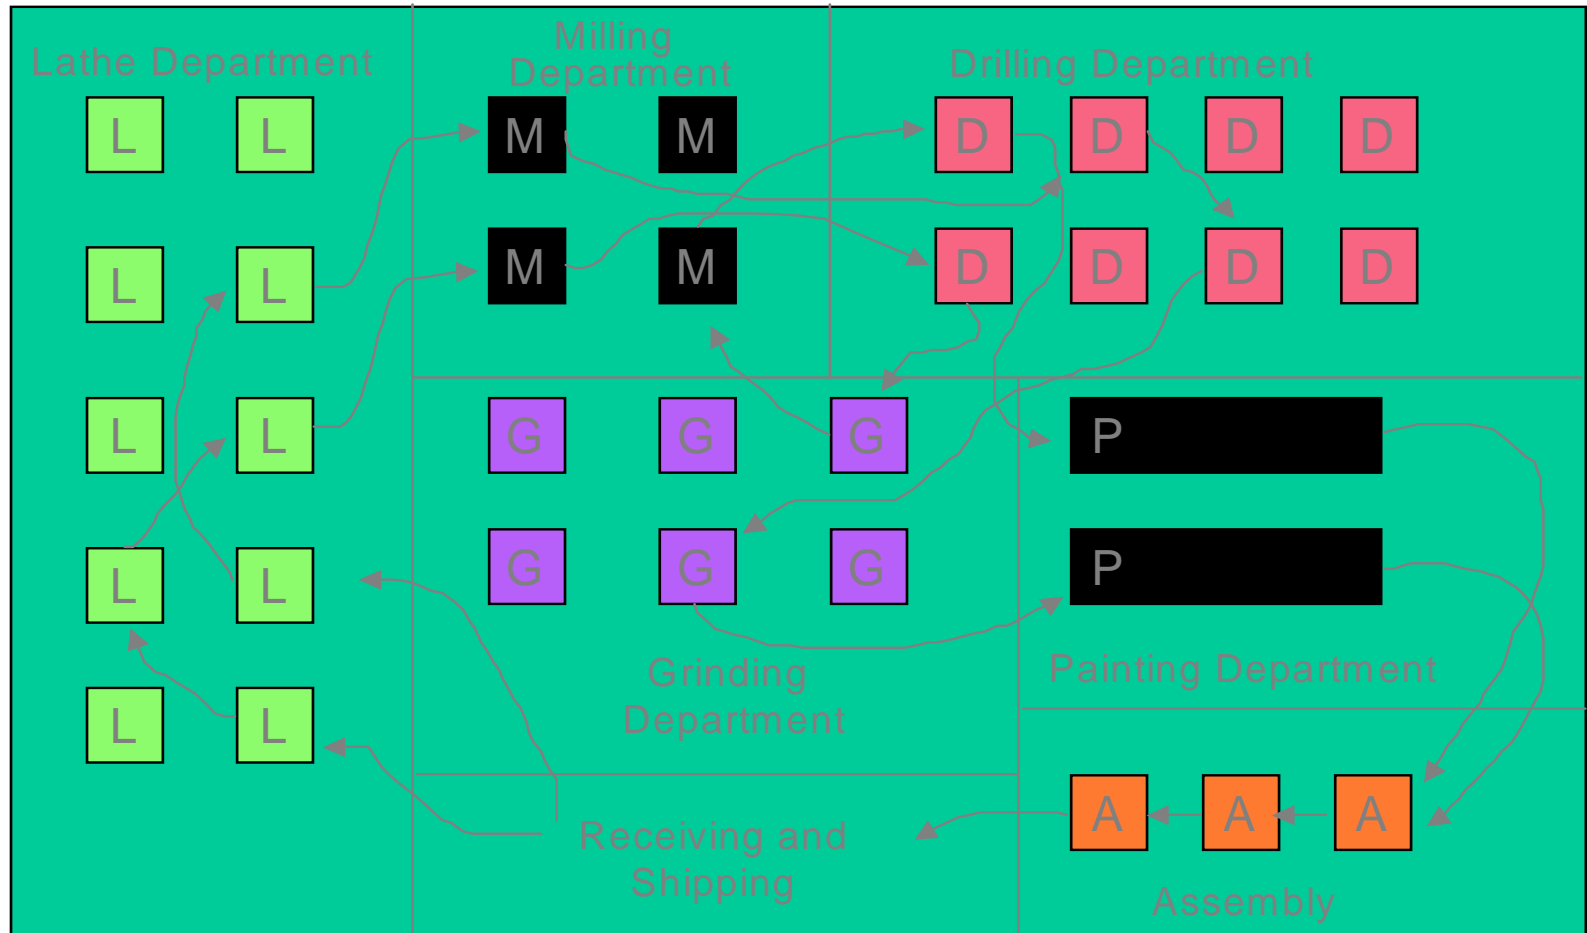 Lathe Department
Milling
Department
Drilling Department
L L
M M
D D D D
L L
M M
D D D D
L L
G G G
P
L L
G G G
P
Grinding
Department
Painting Department
L L
Receiving and
Shipping
A A A
Assembly